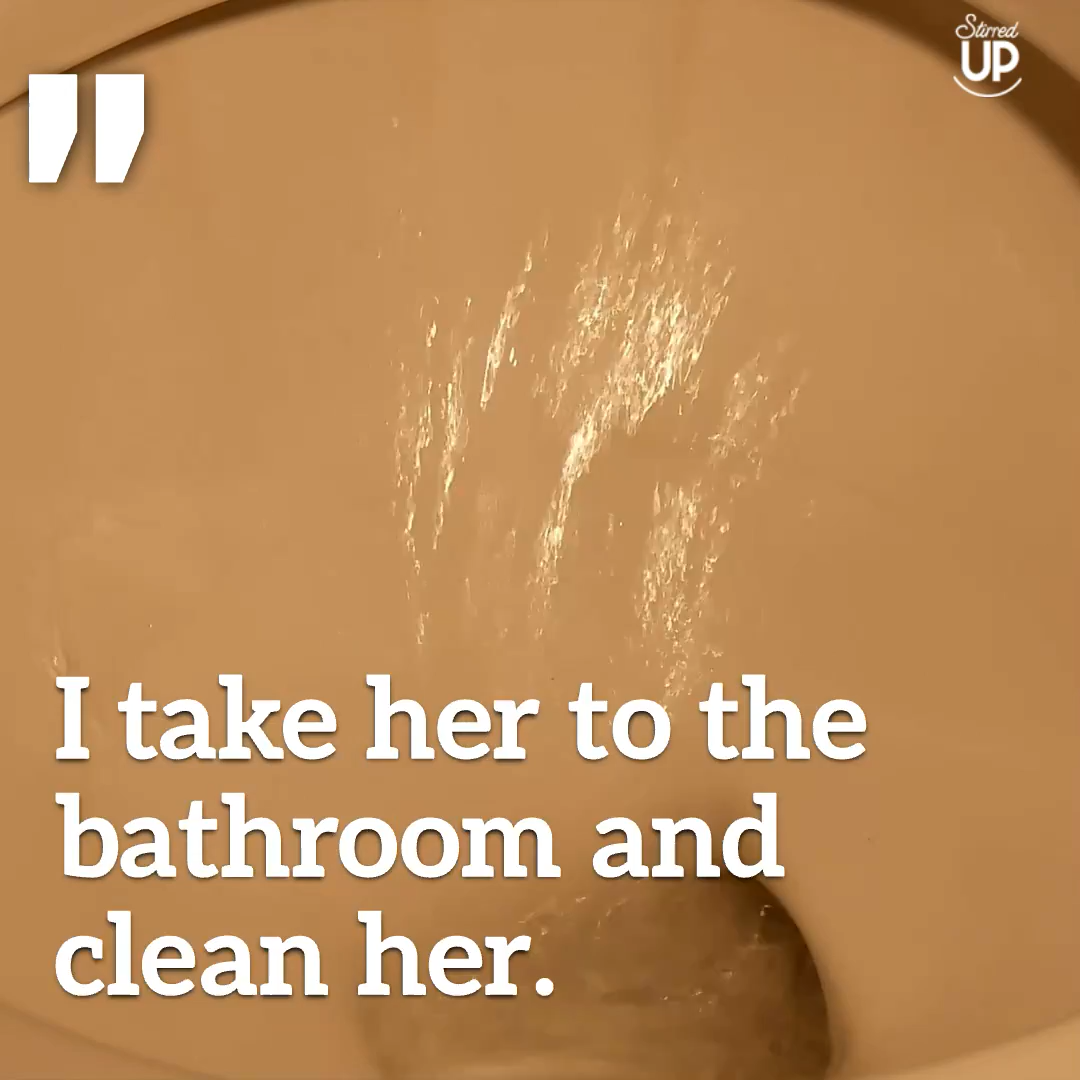 Stirred
UP
"
I take her to the
bathroom and
clean her.